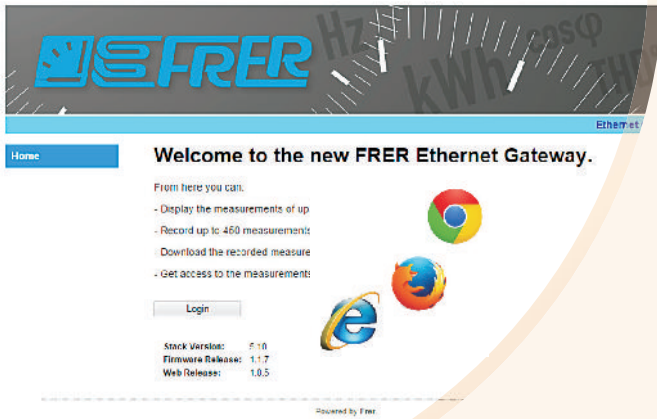 FRER
Hz
kWh
cosφ
Ethernet
Home
Welcome to the new FRER Ethernet Gateway.
From here you can:
- Display the measurements of up
- Record up to 450 measurements
- Download the recorded measure
- Get access to the measurements
Login
Stack Version: 5.10
Firmware Release: 1.1.7
Web Release: 1.0.5
Powered by Frer